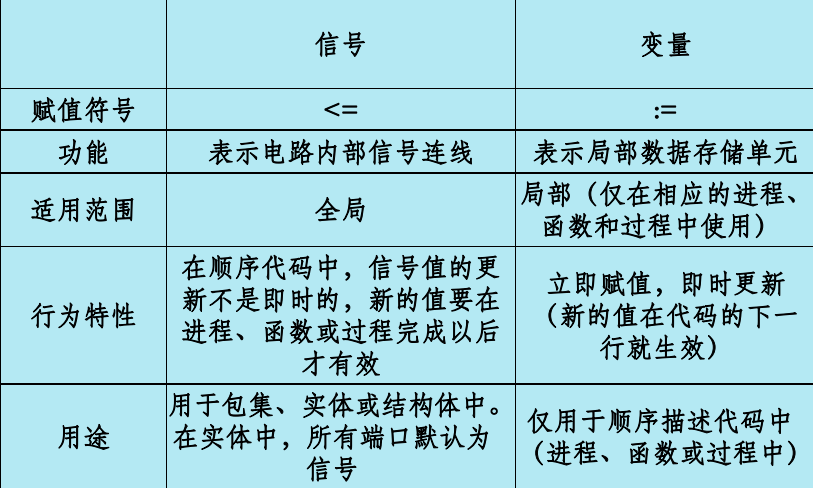 信号
变量
赋值符号
<=
:=
功能
表示电路内部信号连线
表示局部数据存储单元
适用范围
全局
局部（仅在相应的进程、
函数和过程中使用）
行为特性
在顺序代码中，信号值的更
新不是即时的，新的值要在
进程、函数或过程完成以后
才有效
立即赋值，即时更新
（新的值在代码的下一
行就生效）
用途
用于包集、实体或结构体中。
在实体中，所有端口默认为
信号
仅用于顺序描述代码中
（进程、函数或过程中）